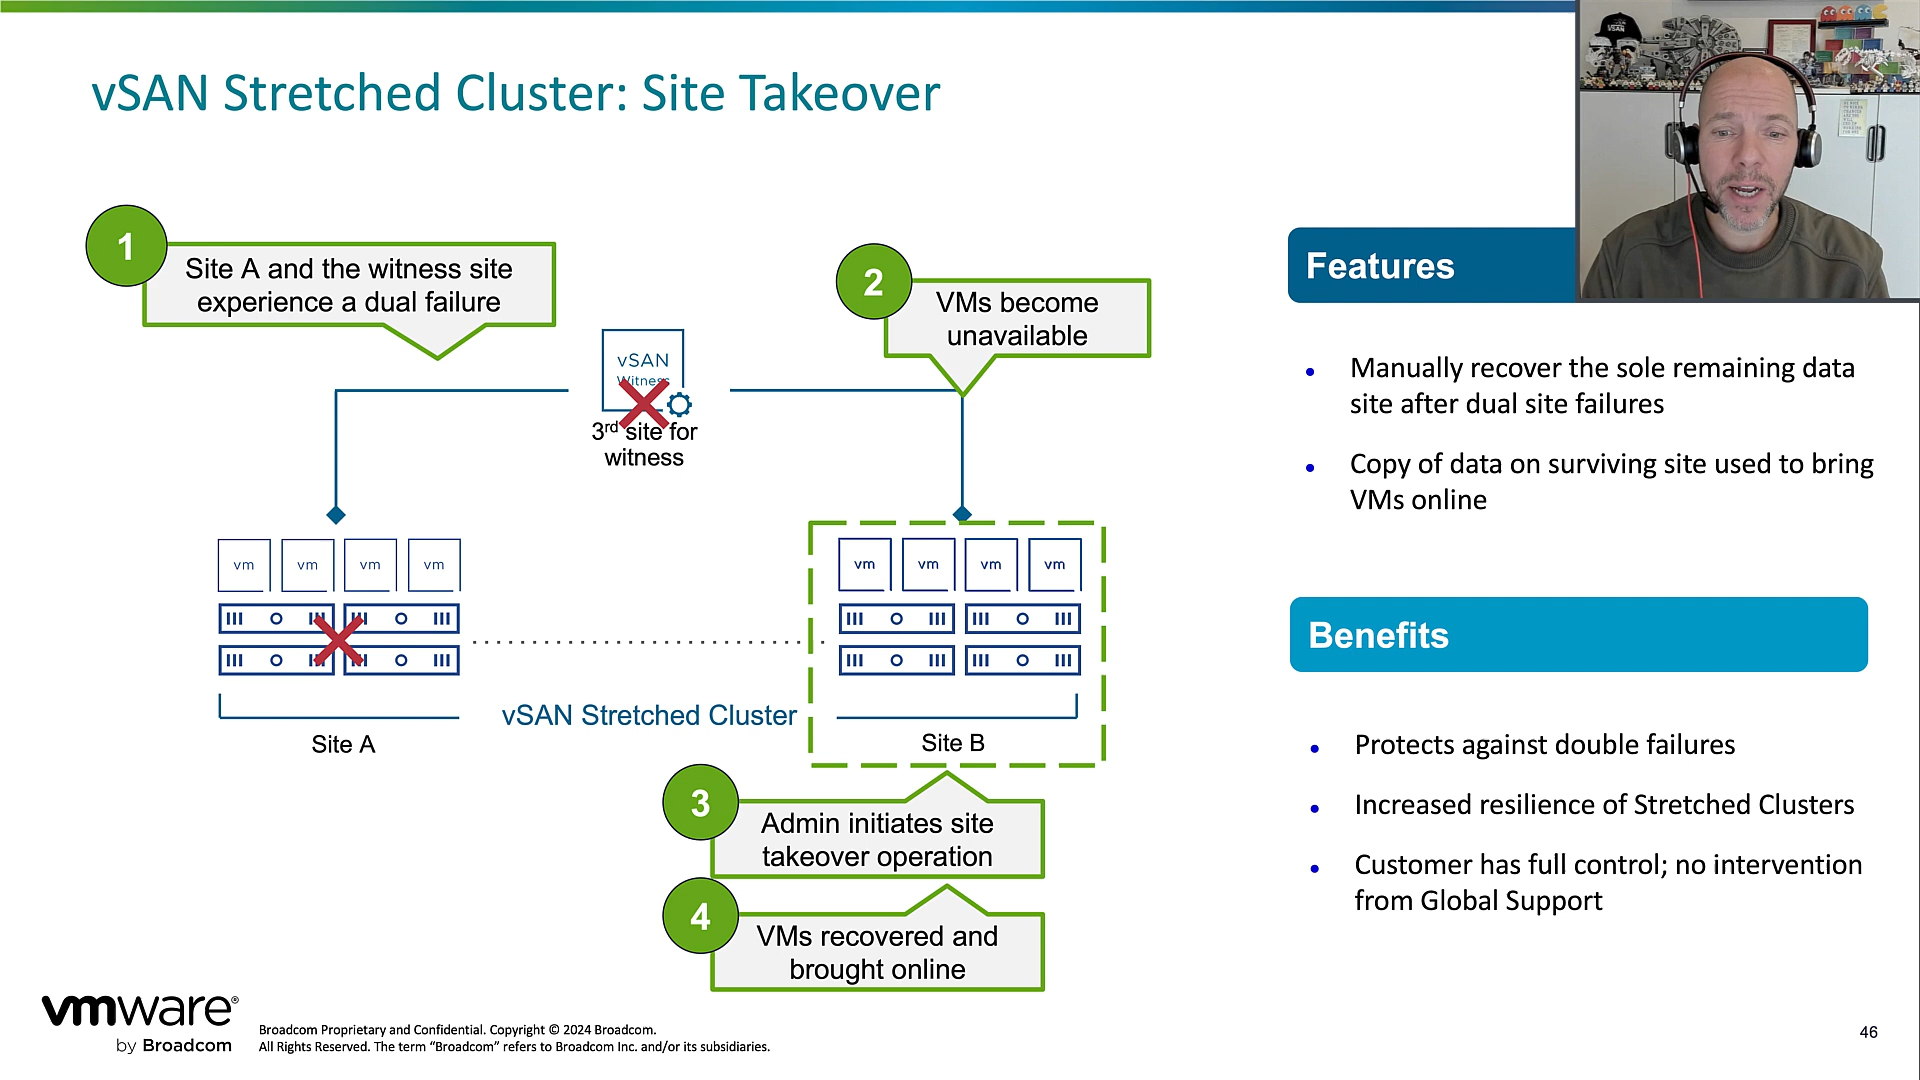 vSAN Stretched Cluster: Site Takeover
1
Site A and the witness site
experience a dual failure
2
VMs become
unavailable
vSAN
Witness
3rd site for
witness
vm vm vm vm
vm vm vm vm
vSAN Stretched Cluster
Site A
Site B
3
Admin initiates site
takeover operation
4
VMs recovered and
brought online
Features
• Manually recover the sole remaining data
site after dual site failures
• Copy of data on surviving site used to bring
VMs online
Benefits
• Protects against double failures
• Increased resilience of Stretched Clusters
• Customer has full control; no intervention
from Global Support
vmware®
by Broadcom
Broadcom Proprietary and Confidential. Copyright © 2024 Broadcom.
All Rights Reserved. The term “Broadcom” refers to Broadcom Inc. and/or its subsidiaries.
46